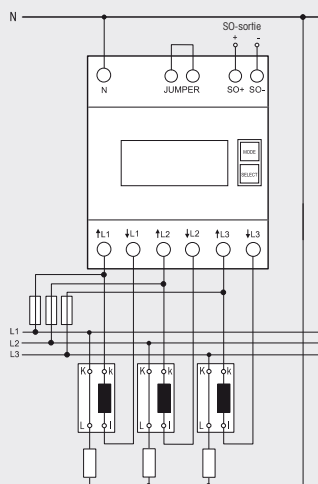 N
SO-sortie
+ -
N JUMPER SO+ SO-
MODE
SELECT
↑L1 ↓L1 ↑L2 ↓L2 ↑L3 ↓L3
L1
L2
L3
K k K k K k
L l L l L l